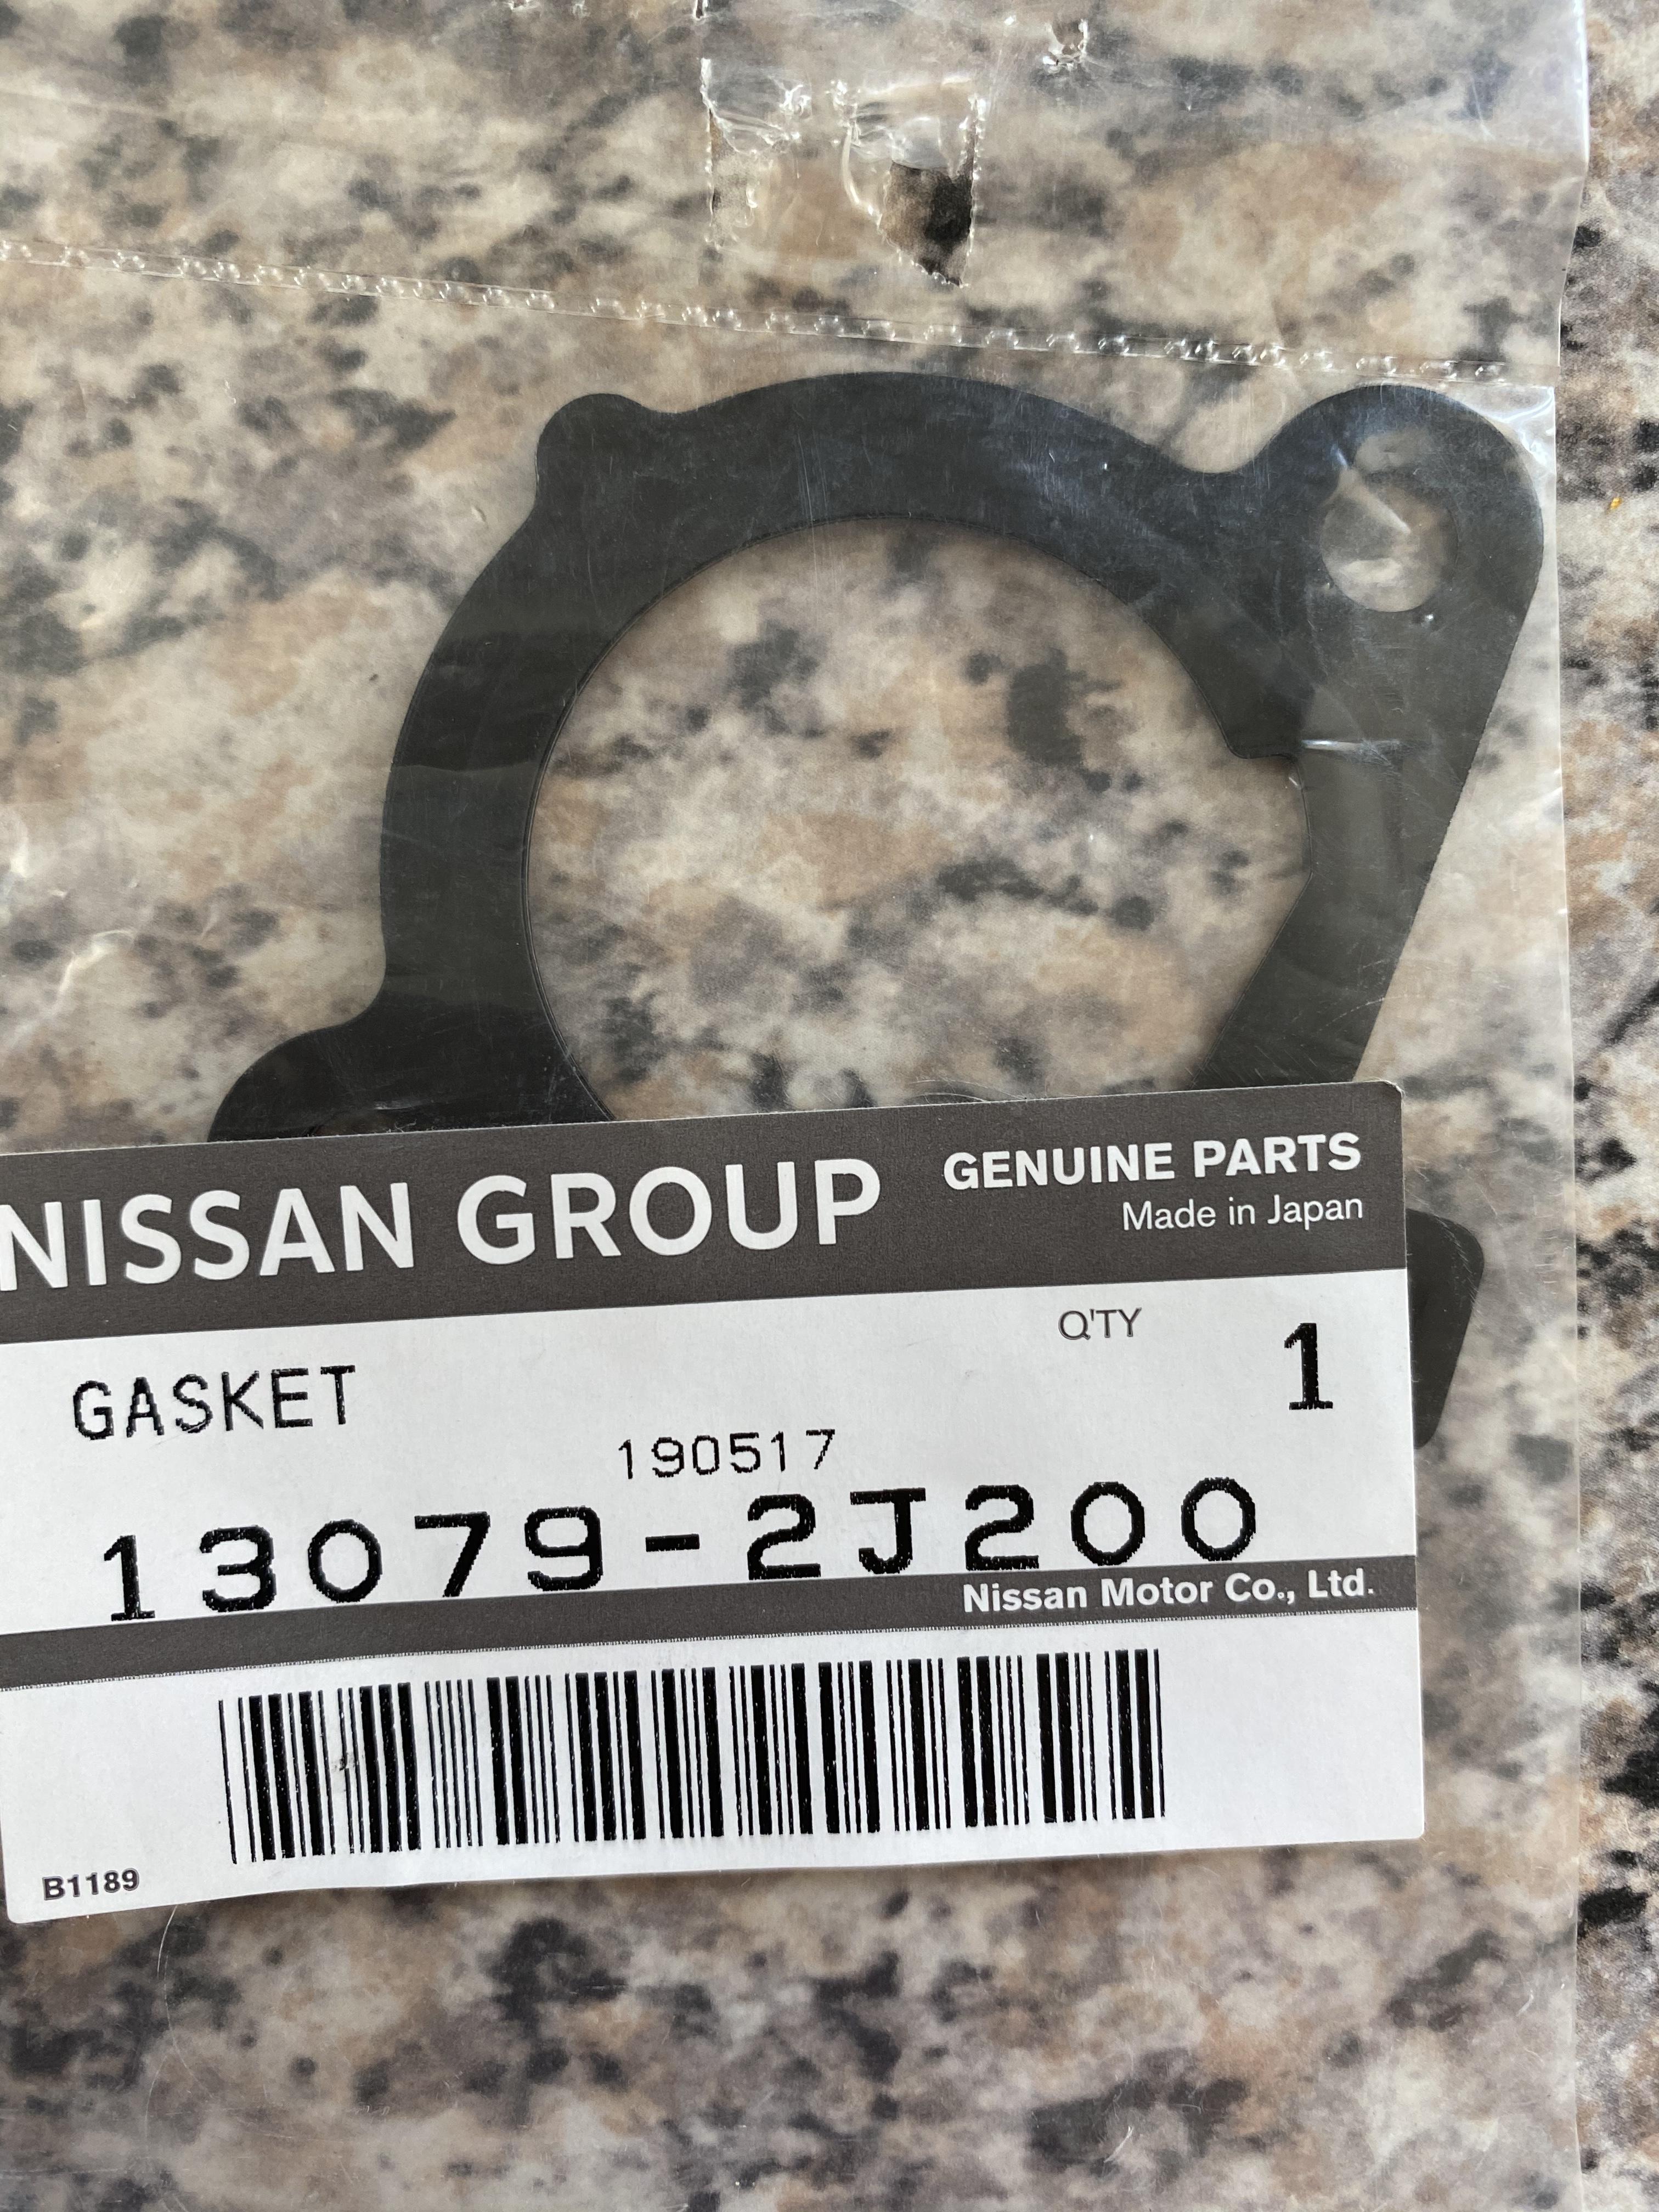 NISSAN GROUP
GENUINE PARTS
Made in Japan
Q'TY
1
GASKET
190517
13079-2J200
Nissan Motor Co., Ltd.
B1189